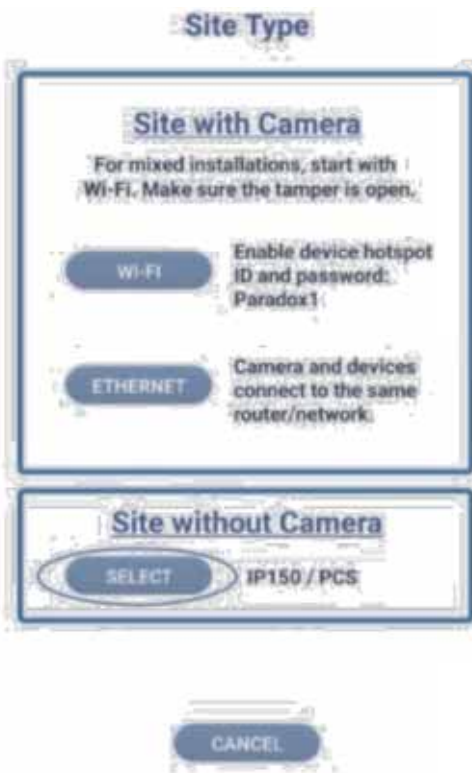 Site Type
Site with Camera
For mixed installations, start with
Wi-Fi. Make sure the tamper is open.
WI-FI
Enable device hotspot
ID and password:
Paradox1
ETHERNET
Camera and devices
connect to the same
router/network.
Site without Camera
SELECT
IP150 / PCS
CANCEL